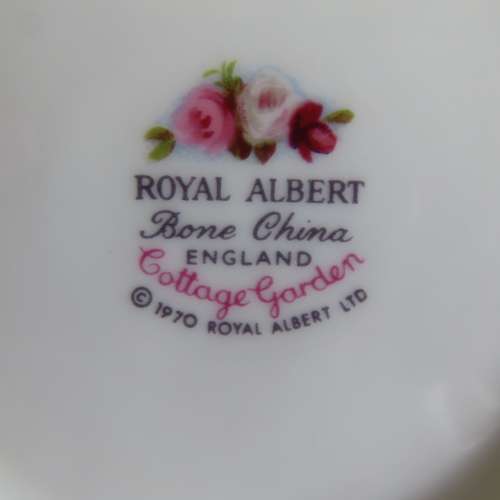 ROYAL ALBERT
Bone China
ENGLAND
Cottage Garden
© 1970 ROYAL ALBERT LTD